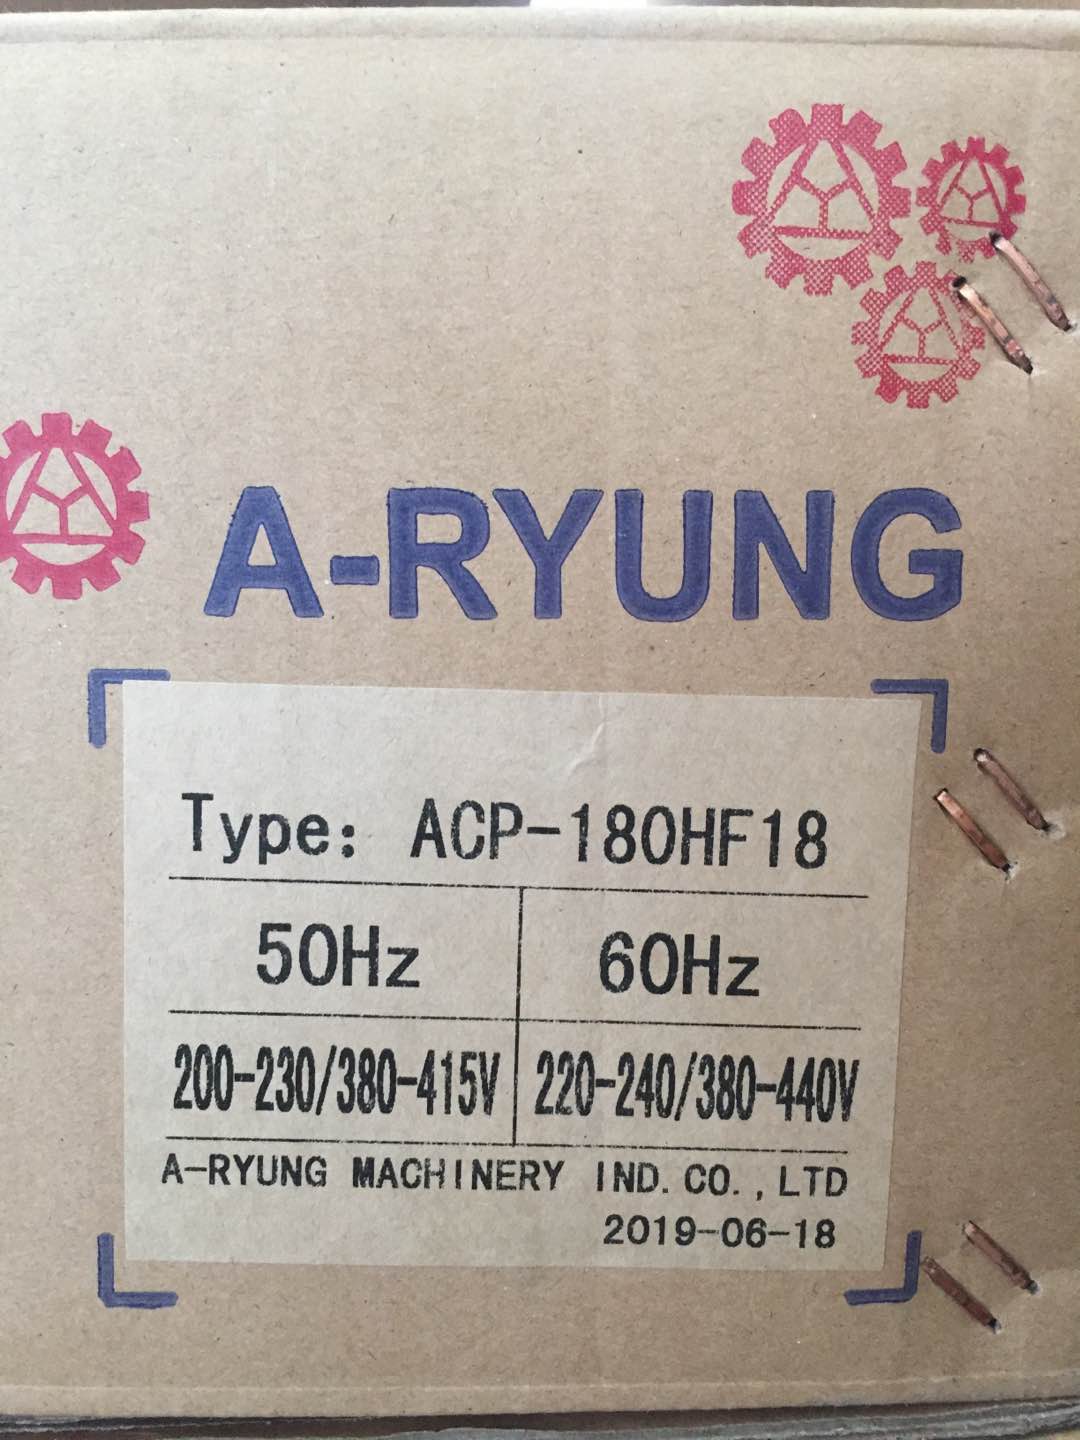 A-RYUNG
Type: ACP-180HF18
50Hz 60Hz
200-230/380-415V 220-240/380-440V
A-RYUNG MACHINERY IND. CO., LTD
2019-06-18